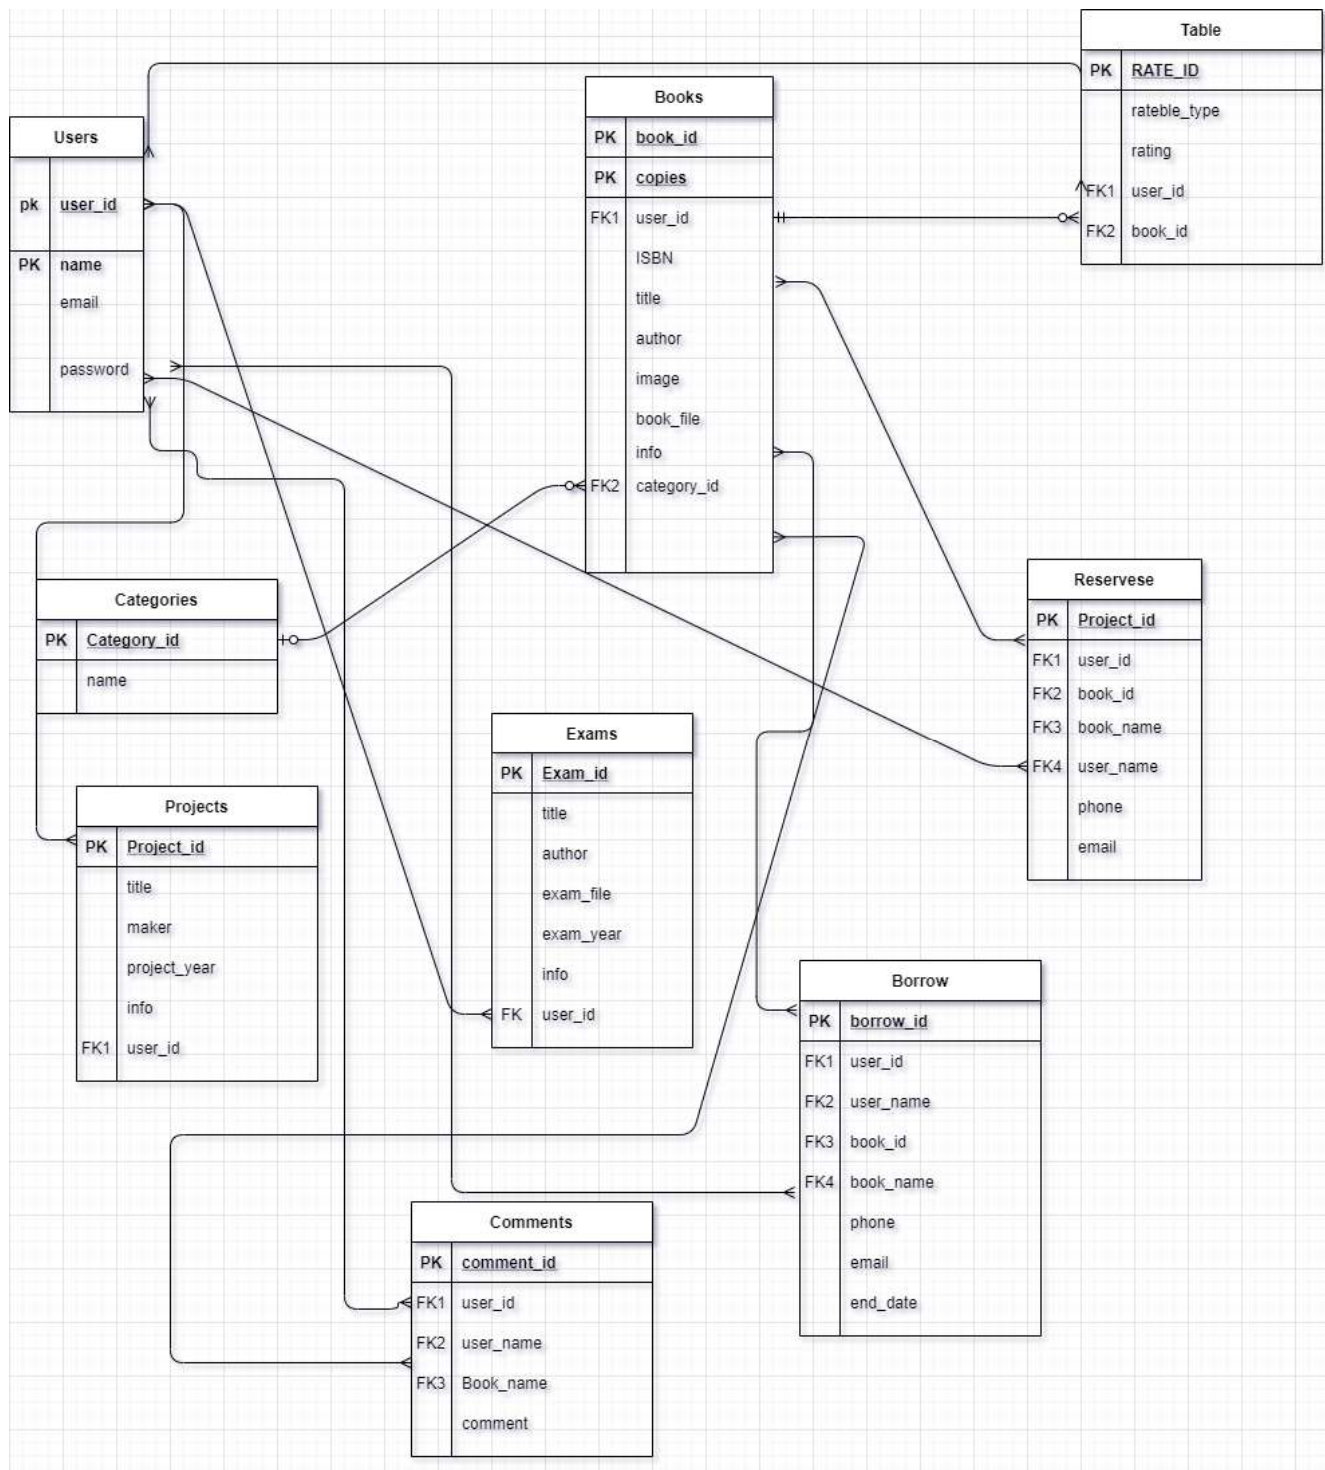 Table
PK RATE_ID
rateble_type
rating
FK1 user_id
FK2 book_id
Books
PK book_id
PK copies
FK1 user_id
ISBN
title
author
image
book_file
info
FK2 category_id
Users
pk user_id
PK name
email
password
Categories
PK Category_id
name
Reservese
PK Project_id
FK1 user_id
FK2 book_id
FK3 book_name
FK4 user_name
phone
email
Exams
PK Exam_id
title
author
exam_file
exam_year
info
FK user_id
Projects
PK Project_id
title
maker
project_year
info
FK1 user_id
Borrow
PK borrow_id
FK1 user_id
FK2 user_name
FK3 book_id
FK4 book_name
phone
email
end_date
Comments
PK comment_id
FK1 user_id
FK2 user_name
FK3 Book_name
comment